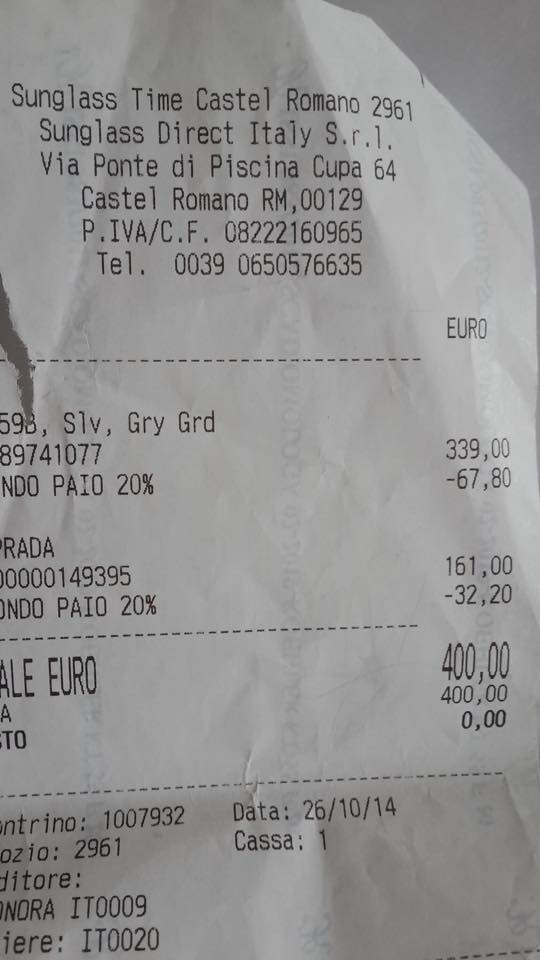 Sunglass Time Castel Romano 2961
Sunglass Direct Italy S.r.l.
Via Ponte di Piscina Cupa 64
Castel Romano RM,00129
P.IVA/C.F. 08222160965
Tel. 0039 0650576635
EURO
59B, Slv, Gry Grd
89741077 339,00
NDO PAIO 20% -67,80
PRADA
00000149395 161,00
ONDO PAIO 20% -32,20
ALE EURO 400,00
A 400,00
STO 0,00
ontrino: 1007932 Data: 26/10/14
ozio: 2961 Cassa: 1
ditore:
ONORA IT0009
iere: IT0020